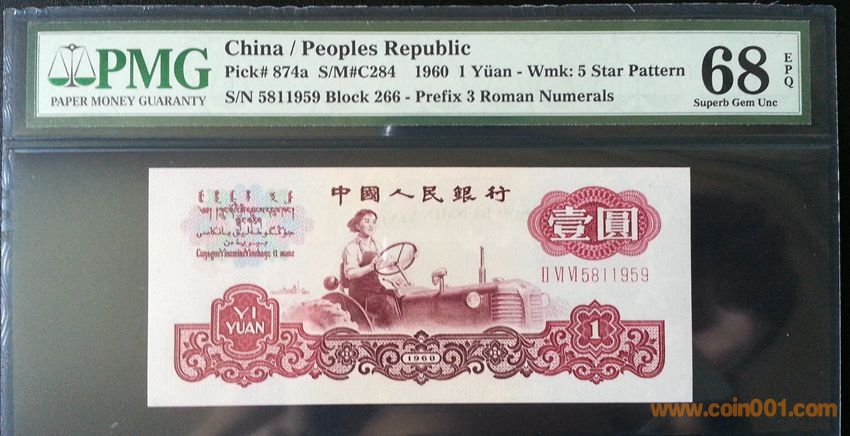 PMG
PAPER MONEY GUARANTY
China / Peoples Republic
Pick# 874a S/M#C284 1960 1 Yüan - Wmk: 5 Star Pattern
S/N 5811959 Block 266 - Prefix 3 Roman Numerals
68
EPQ
Superb Gem Unc
中國人民銀行
壹圓
II VI VI 5811959
YI
YUAN
1960
1
www.coin001.com